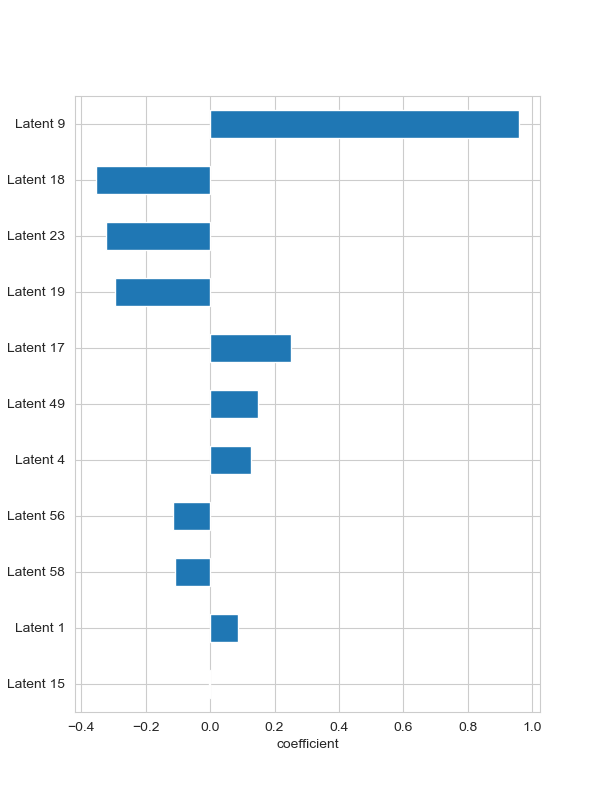 Latent 9
Latent 18
Latent 23
Latent 19
Latent 17
Latent 49
Latent 4
Latent 56
Latent 58
Latent 1
Latent 15
−0.4 −0.2 0.0 0.2 0.4 0.6 0.8 1.0
coefficient